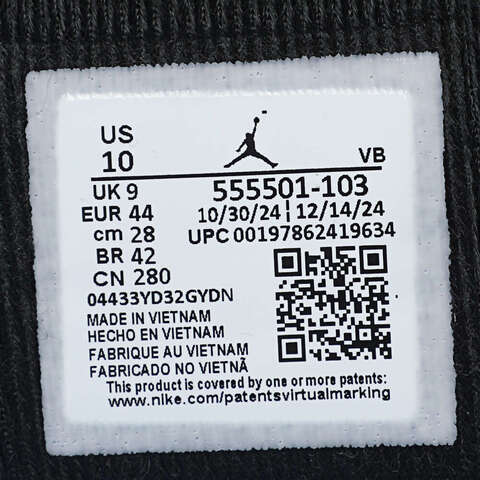 US
10
VB
UK 9
555501-103
EUR 44
10/30/24 ¦ 12/14/24
cm 28
UPC 00197862419634
BR 42
CN 280
04433YD32GYDN
MADE IN VIETNAM
HECHO EN VIETNAM
FABRIQUE AU VIETNAM
FABRICADO NO VIETNÃ
This product is covered by one or more patents:
www.nike.com/patentsvirtualmarking